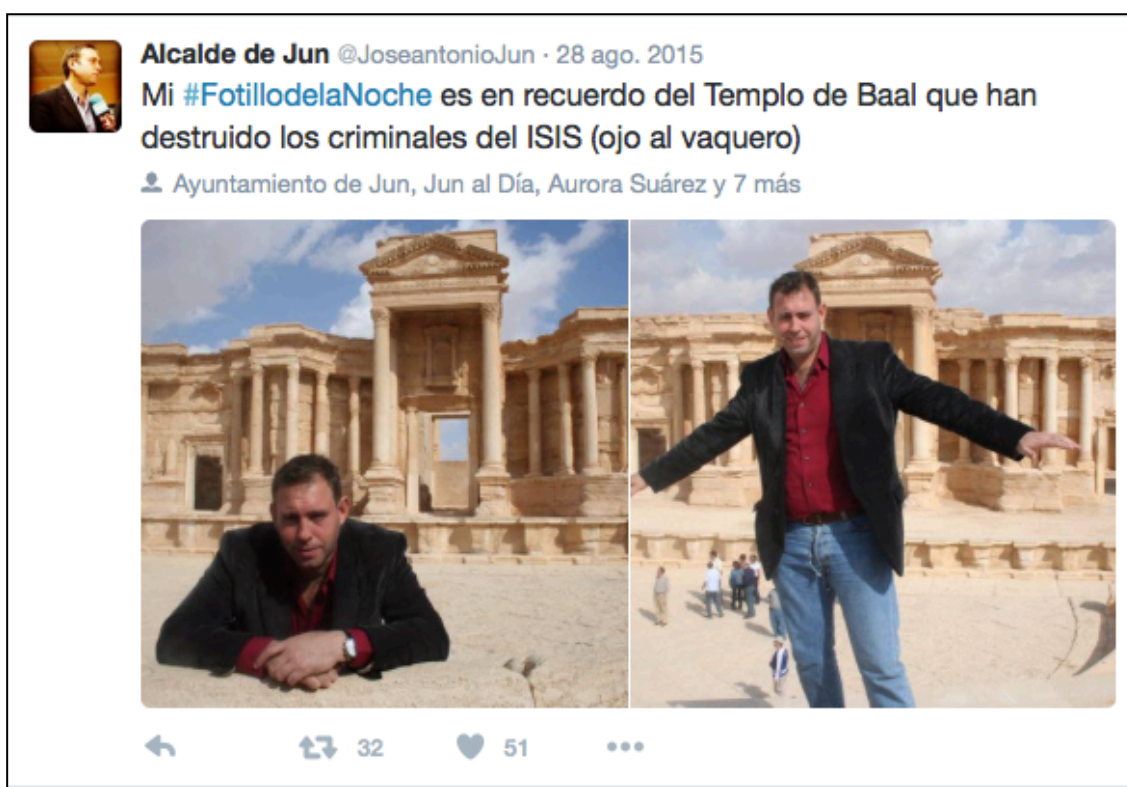 Alcalde de Jun @JoseantonioJun · 28 ago. 2015
Mi #FotillodelaNoche es en recuerdo del Templo de Baal que han
destruido los criminales del ISIS (ojo al vaquero)
Ayuntamiento de Jun, Jun al Día, Aurora Suárez y 7 más
32 51